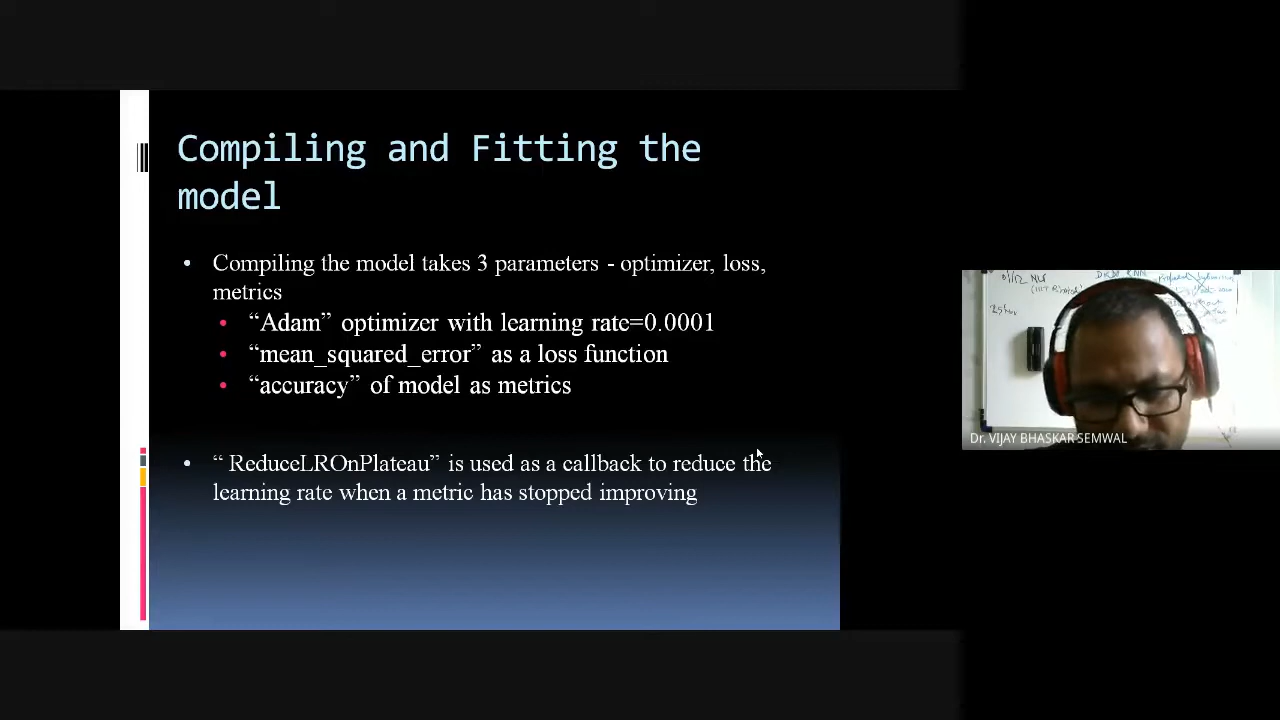 Compiling and Fitting the
model
• Compiling the model takes 3 parameters - optimizer, loss,
metrics
• “Adam” optimizer with learning rate=0.0001
• “mean_squared_error” as a loss function
• “accuracy” of model as metrics
• “ ReduceLROnPlateau” is used as a callback to reduce the
learning rate when a metric has stopped improving
Dr. VIJAY BHASKAR SEMWAL